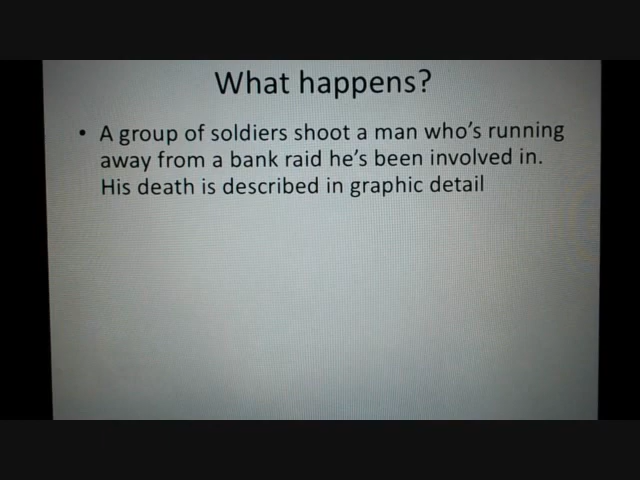 What happens?
• A group of soldiers shoot a man who's running
away from a bank raid he's been involved in.
His death is described in graphic detail